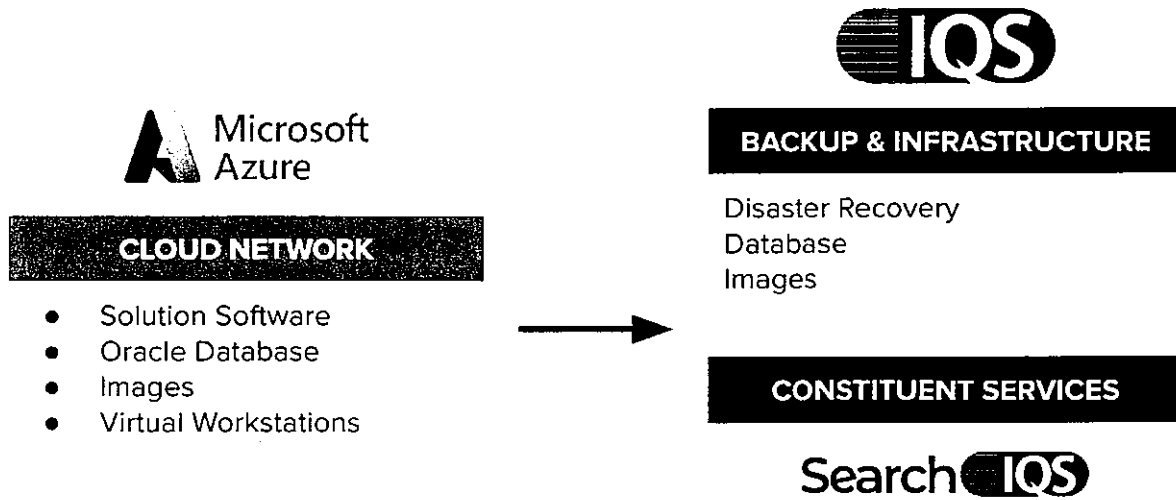 Microsoft
Azure
CLOUD NETWORK
● Solution Software
● Oracle Database
● Images
● Virtual Workstations
IQS
BACKUP & INFRASTRUCTURE
Disaster Recovery
Database
Images
CONSTITUENT SERVICES
Search IQS